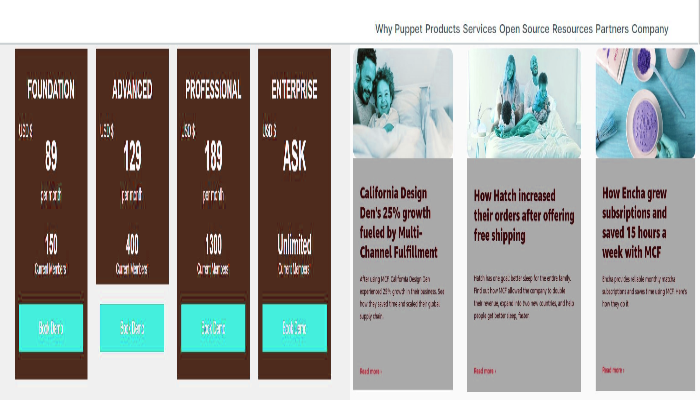 Why Puppet Products Services Open Source Resources Partners Company
FOUNDATION
USD $
89
per month
150
Current Members
Book Demo
ADVANCED
USD $
129
per month
400
Current Members
Book Demo
PROFESSIONAL
USD $
189
per month
1300
Current Members
Book Demo
ENTERPRISE
USD $
ASK
Unlimited
Current Members
Book Demo
California Design
Den's 25% growth
fueled by Multi-
Channel Fulfillment
After using MCF, California Design Den
experienced 25% growth in their business. See
how they saved time and scaled their global
supply chain.
Read more ›
How Hatch increased
their orders after offering
free shipping
Hatch has one goal: better sleep for the entire family.
Find out how MCF allowed the company to double
their revenue, expand into two new countries, and help
people get better sleep, faster.
Read more ›
How Encha grew
subsriptions and
saved 15 hours a
week with MCF
Encha provides reliable monthly matcha
subscriptions and saves time using MCF. Here's
how they do it.
Read more ›